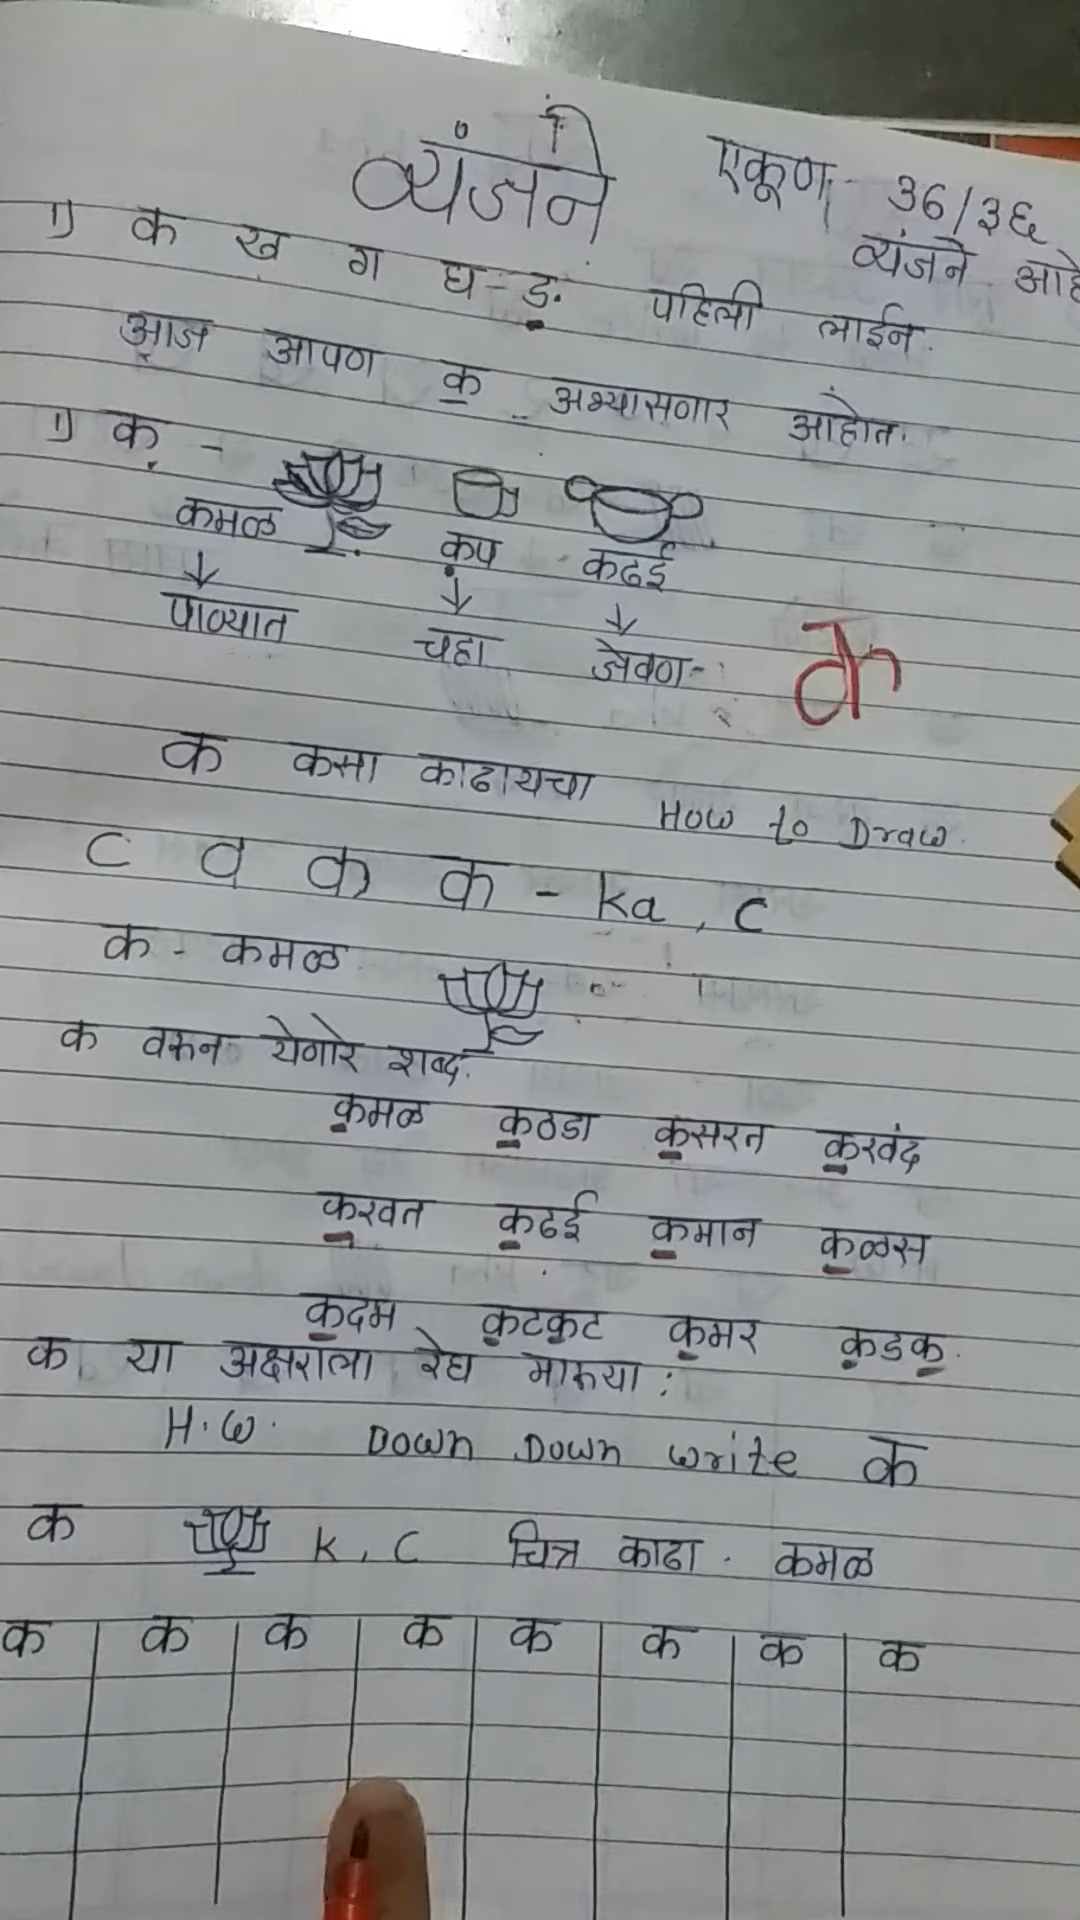 व्यंजने
एकूण - 36/३६
व्यंजने आहे
१) क ख ग घ - ङ. पहिली लाईन.
आज आपण क अभ्यासणार आहोत.
१) क -
कमळ कप कढई
पाण्यात चहा जेवण -
क
क कसा काढायचा How to Draw.
C व क क - ka, C
क - कमळ
क वरून येणारे शब्द.
कमळ कठडा कसरत करवंद
करवत कढई कमान कळस
कदम कटकट कमर कडक.
क या अक्षराला रेघ मारूया :
H.W. Down Down write क
क K, C चित्र काढा. कमळ
क क क क क क क क